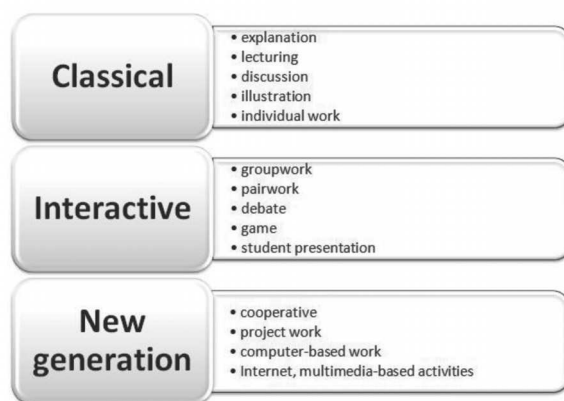 Classical
• explanation
• lecturing
• discussion
• illustration
• individual work
Interactive
• groupwork
• pairwork
• debate
• game
• student presentation
New
generation
• cooperative
• project work
• computer-based work
• Internet, multimedia-based activities